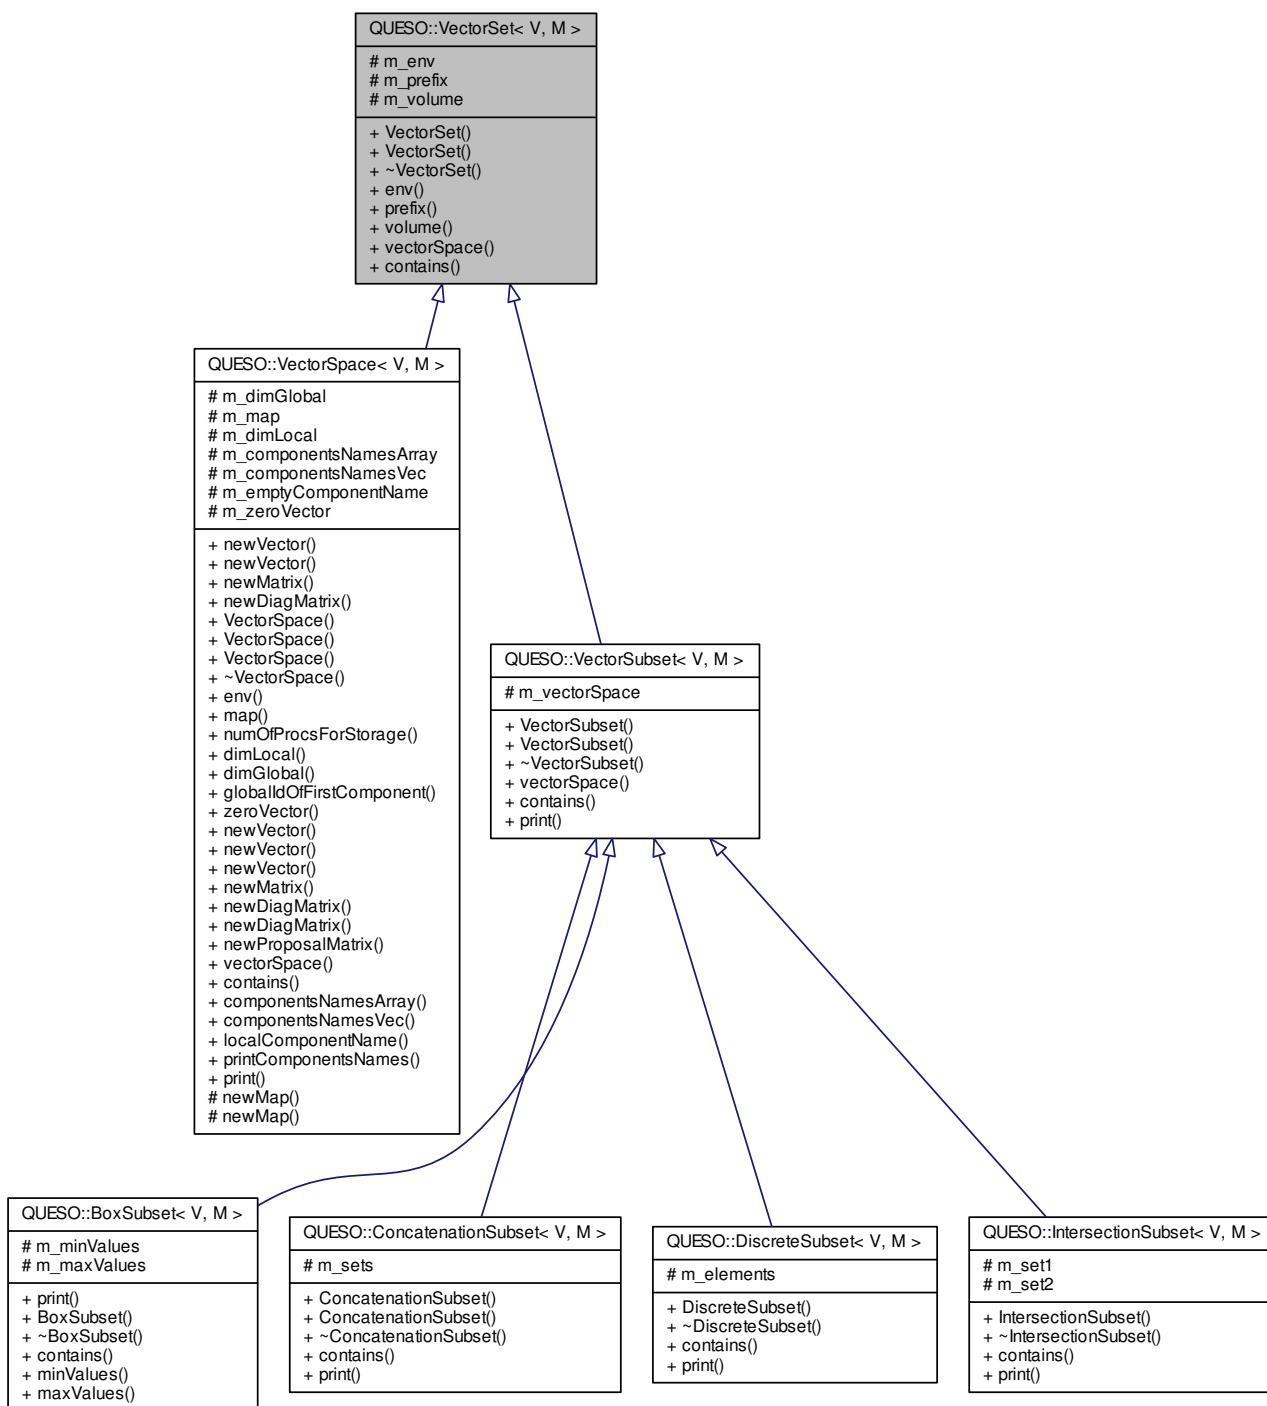 QUESO::VectorSet< V, M >
# m_env
# m_prefix
# m_volume
+ VectorSet()
+ VectorSet()
+ ~VectorSet()
+ env()
+ prefix()
+ volume()
+ vectorSpace()
+ contains()
QUESO::VectorSpace< V, M >
# m_dimGlobal
# m_map
# m_dimLocal
# m_componentsNamesArray
# m_componentsNamesVec
# m_emptyComponentName
# m_zeroVector
+ newVector()
+ newVector()
+ newMatrix()
+ newDiagMatrix()
+ VectorSpace()
+ VectorSpace()
+ VectorSpace()
+ ~VectorSpace()
+ env()
+ map()
+ numOfProcsForStorage()
+ dimLocal()
+ dimGlobal()
+ globalIdOfFirstComponent()
+ zeroVector()
+ newVector()
+ newVector()
+ newVector()
+ newMatrix()
+ newDiagMatrix()
+ newDiagMatrix()
+ newProposalMatrix()
+ vectorSpace()
+ contains()
+ componentsNamesArray()
+ componentsNamesVec()
+ localComponentName()
+ printComponentsNames()
+ print()
# newMap()
# newMap()
QUESO::VectorSubset< V, M >
# m_vectorSpace
+ VectorSubset()
+ VectorSubset()
+ ~VectorSubset()
+ vectorSpace()
+ contains()
+ print()
QUESO::BoxSubset< V, M >
# m_minValues
# m_maxValues
+ print()
+ BoxSubset()
+ ~BoxSubset()
+ contains()
+ minValues()
+ maxValues()
QUESO::ConcatenationSubset< V, M >
# m_sets
+ ConcatenationSubset()
+ ConcatenationSubset()
+ ~ConcatenationSubset()
+ contains()
+ print()
QUESO::DiscreteSubset< V, M >
# m_elements
+ DiscreteSubset()
+ ~DiscreteSubset()
+ contains()
+ print()
QUESO::IntersectionSubset< V, M >
# m_set1
# m_set2
+ IntersectionSubset()
+ ~IntersectionSubset()
+ contains()
+ print()